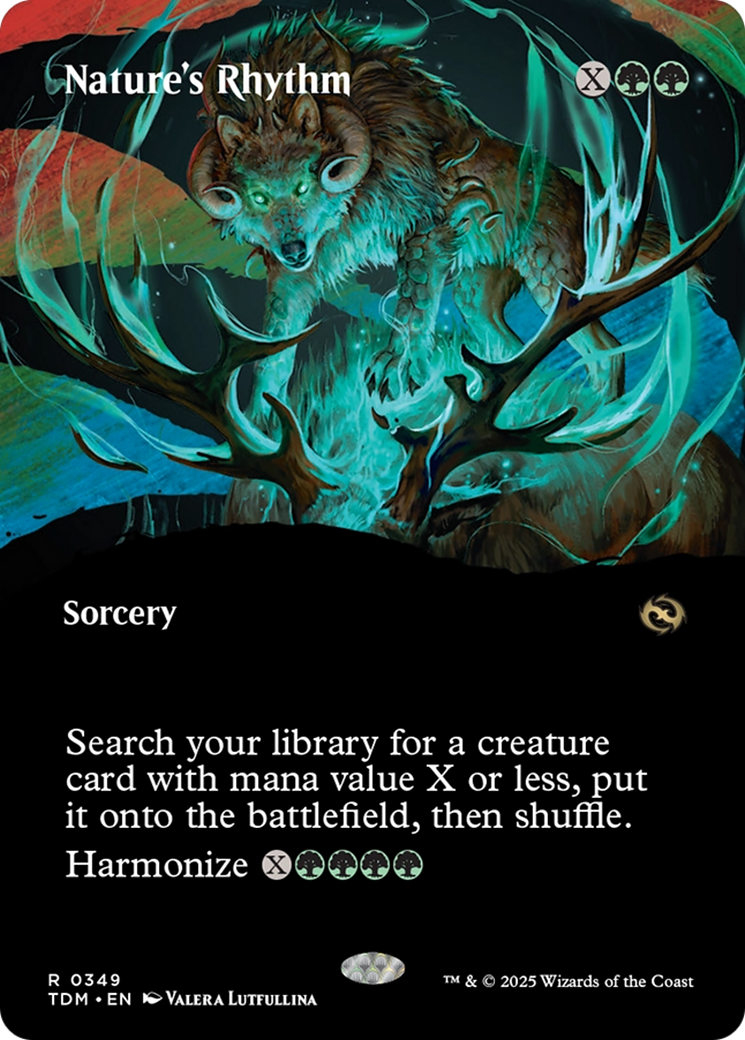 Nature's Rhythm X
Sorcery
Search your library for a creature
card with mana value X or less, put
it onto the battlefield, then shuffle.
Harmonize X
R 0349
TDM • EN Valera Lutfullina
™ & © 2025 Wizards of the Coast